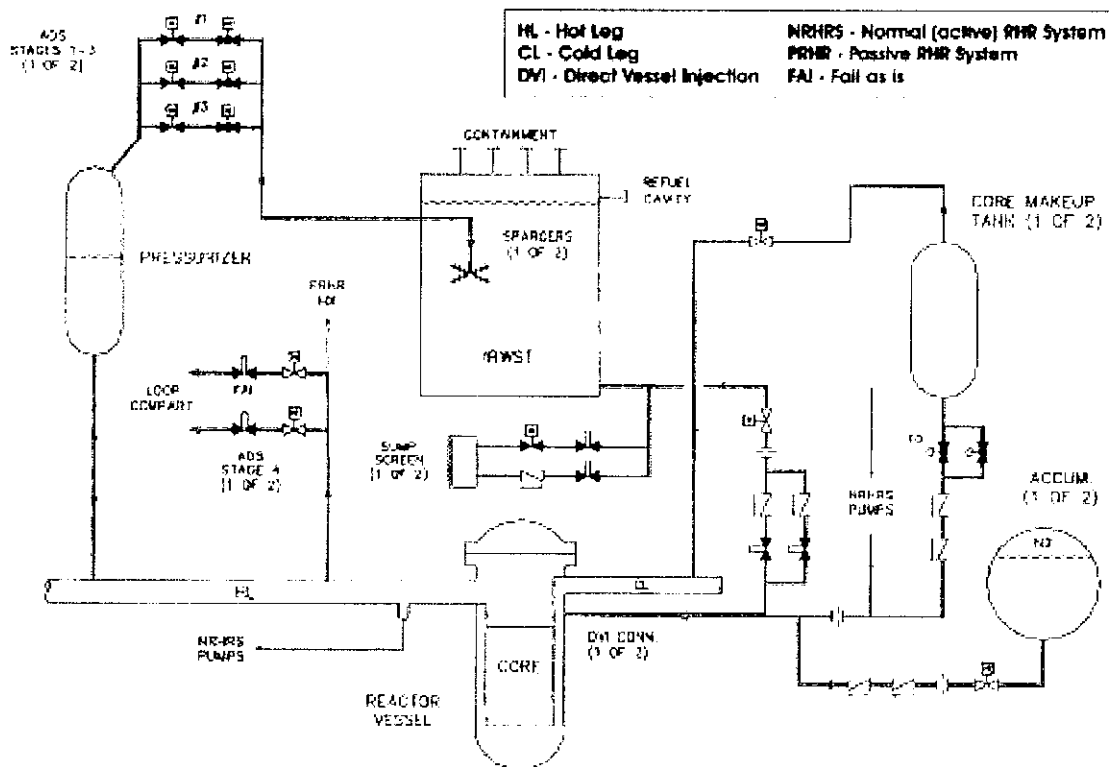 ADS
STAGES 1-3
(1 OF 2)
#1
#2
#3
HL - Hot Leg
CL - Cold Leg
DVI - Direct Vessel Injection
NRHRS - Normal (active) RHR System
PRHR - Passive RHR System
FAI - Fail as is
CONTAINMENT
REFUEL
CAVITY
SPARGERS
(1 OF 2)
CORE MAKEUP
TANK (1 OF 2)
PRESSURIZER
PRHR
HX
IRWST
LOOP
COMPART
FAI
ADS
STAGE 4
(1 OF 2)
SUMP
SCREEN
(1 OF 2)
FO
NRHRS
PUMPS
ACCUM.
(1 OF 2)
N2
HL
CL
NRHRS
PUMPS
DVI CONN.
(1 OF 2)
CORE
REACTOR
VESSEL